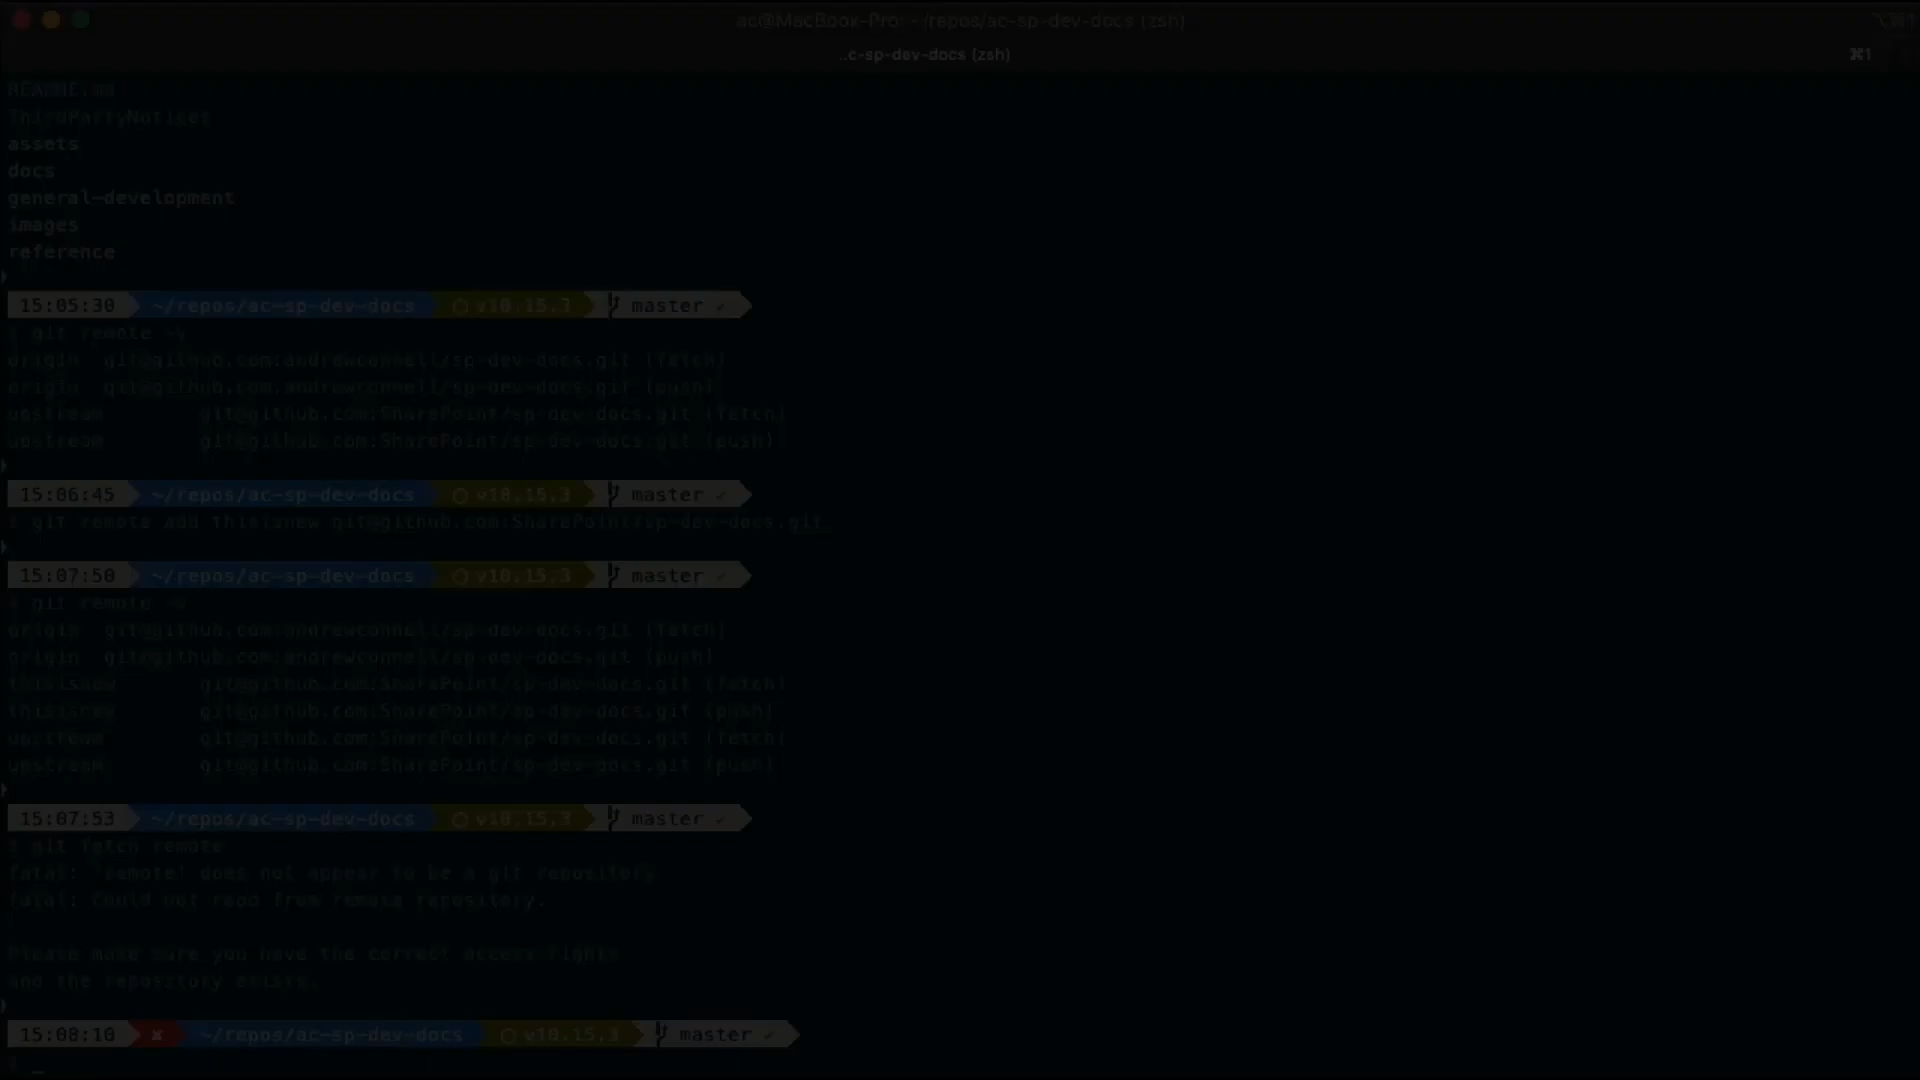 ac@MacBook-Pro: ~/repos/ac-sp-dev-docs (zsh)
..c-sp-dev-docs (zsh) ⌘1
README.md
ThirdPartyNotices
assets
docs
general-development
images
reference
15:05:30 ~/repos/ac-sp-dev-docs v10.15.3 master ✓
git remote -v
origin git@github.com:andrewconnell/sp-dev-docs.git (fetch)
origin git@github.com:andrewconnell/sp-dev-docs.git (push)
upstream git@github.com:SharePoint/sp-dev-docs.git (fetch)
upstream git@github.com:SharePoint/sp-dev-docs.git (push)
15:06:45 ~/repos/ac-sp-dev-docs v10.15.3 master ✓
git remote add thisisnew git@github.com:SharePoint/sp-dev-docs.git
15:07:50 ~/repos/ac-sp-dev-docs v10.15.3 master ✓
git remote -v
origin git@github.com:andrewconnell/sp-dev-docs.git (fetch)
origin git@github.com:andrewconnell/sp-dev-docs.git (push)
thisisnew git@github.com:SharePoint/sp-dev-docs.git (fetch)
thisisnew git@github.com:SharePoint/sp-dev-docs.git (push)
upstream git@github.com:SharePoint/sp-dev-docs.git (fetch)
upstream git@github.com:SharePoint/sp-dev-docs.git (push)
15:07:53 ~/repos/ac-sp-dev-docs v10.15.3 master ✓
git fetch remote
fatal: 'remote' does not appear to be a git repository
fatal: Could not read from remote repository.
Please make sure you have the correct access rights
and the repository exists.
15:08:10 ✘ ~/repos/ac-sp-dev-docs v10.15.3 master ✓